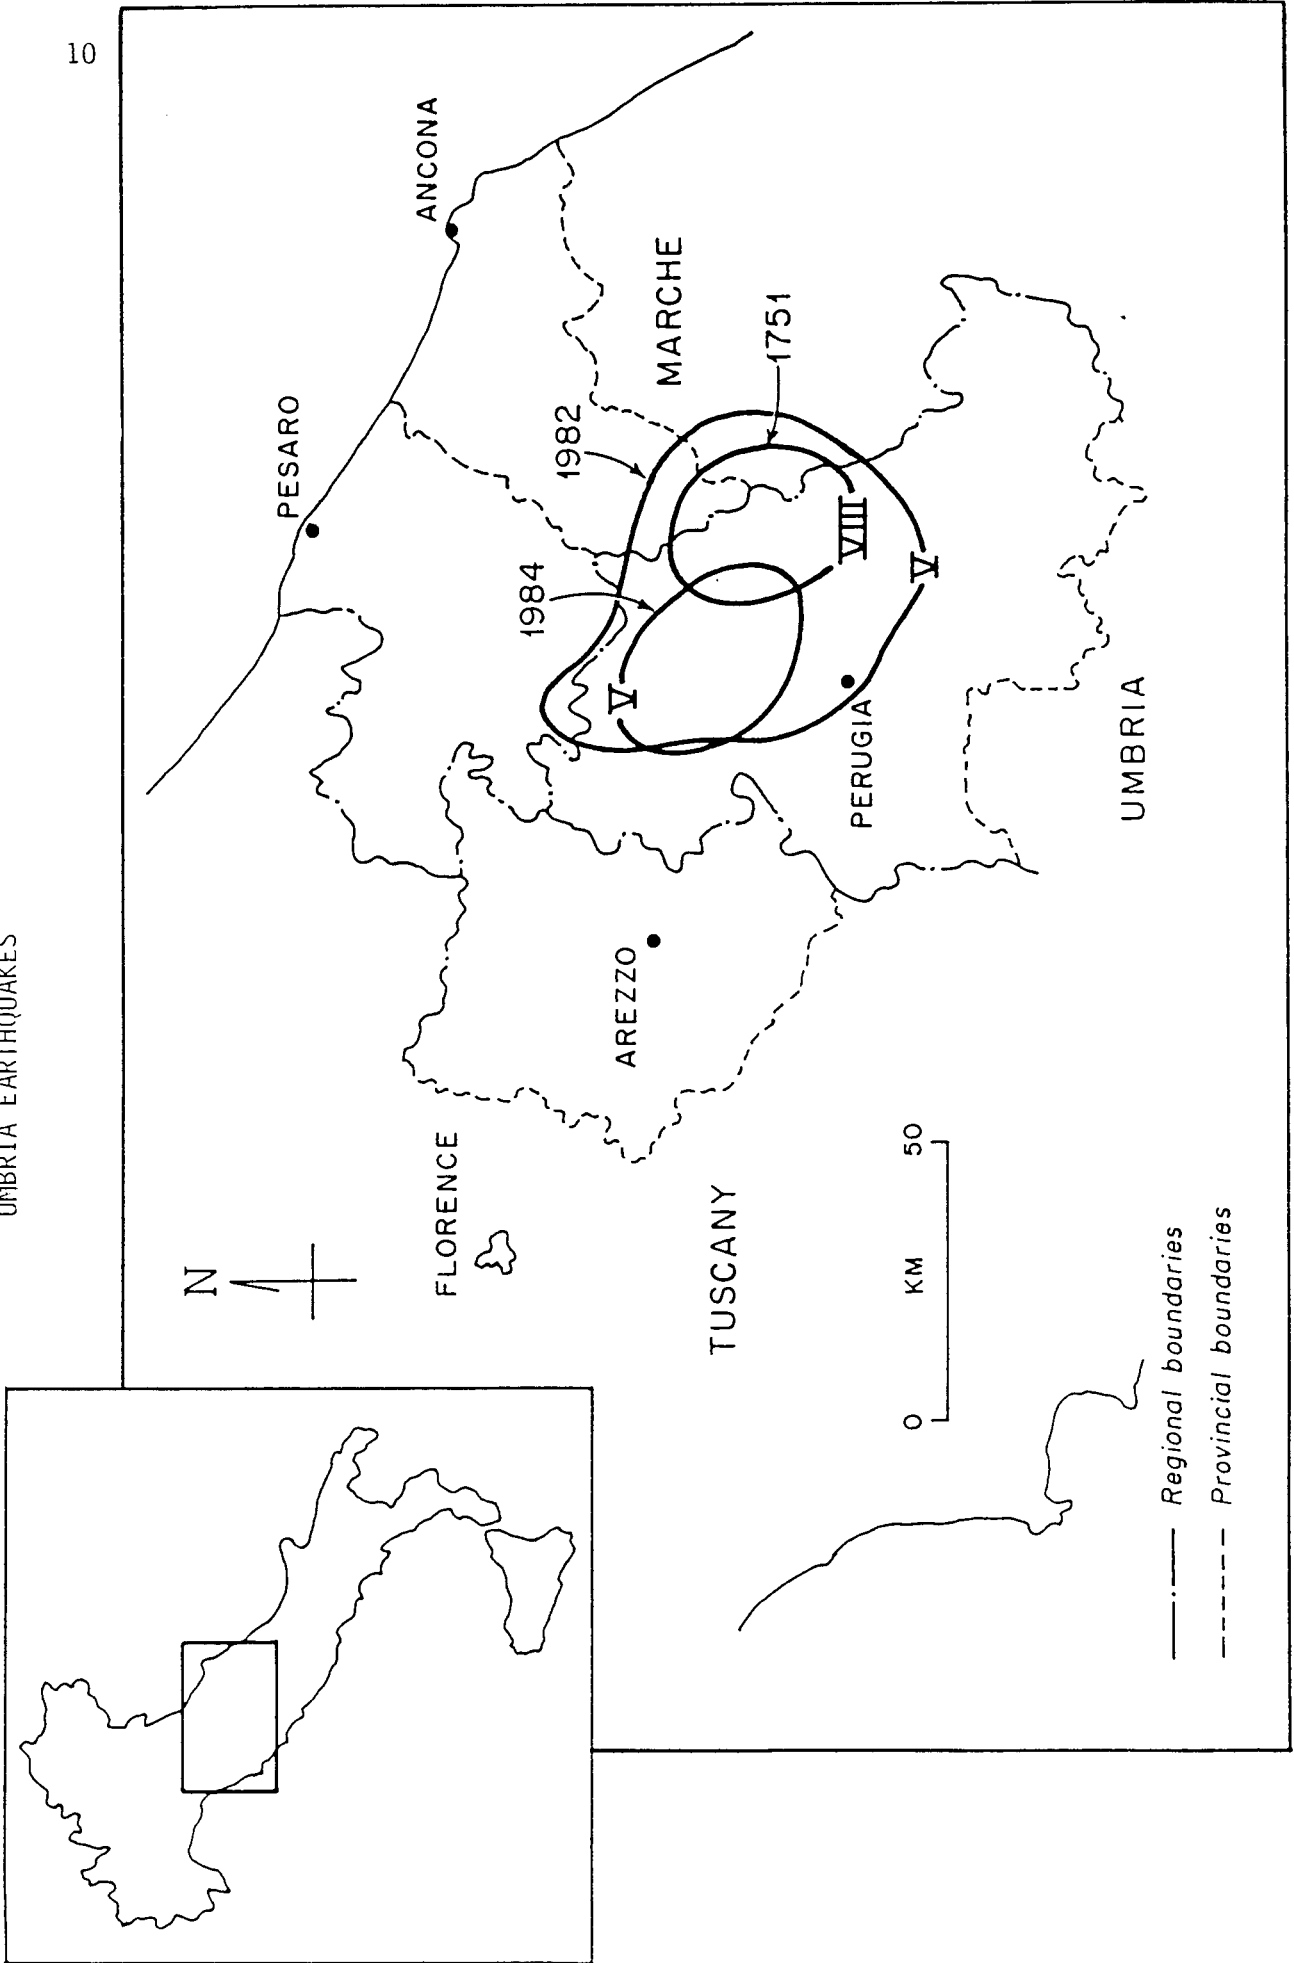 10
UMBRIA EARTHQUAKES
N
FLORENCE
PESARO
ANCONA
AREZZO
1984
1982
MARCHE
1751
V
VIII
V
PERUGIA
TUSCANY
UMBRIA
0 KM 50
Regional boundaries
Provincial boundaries